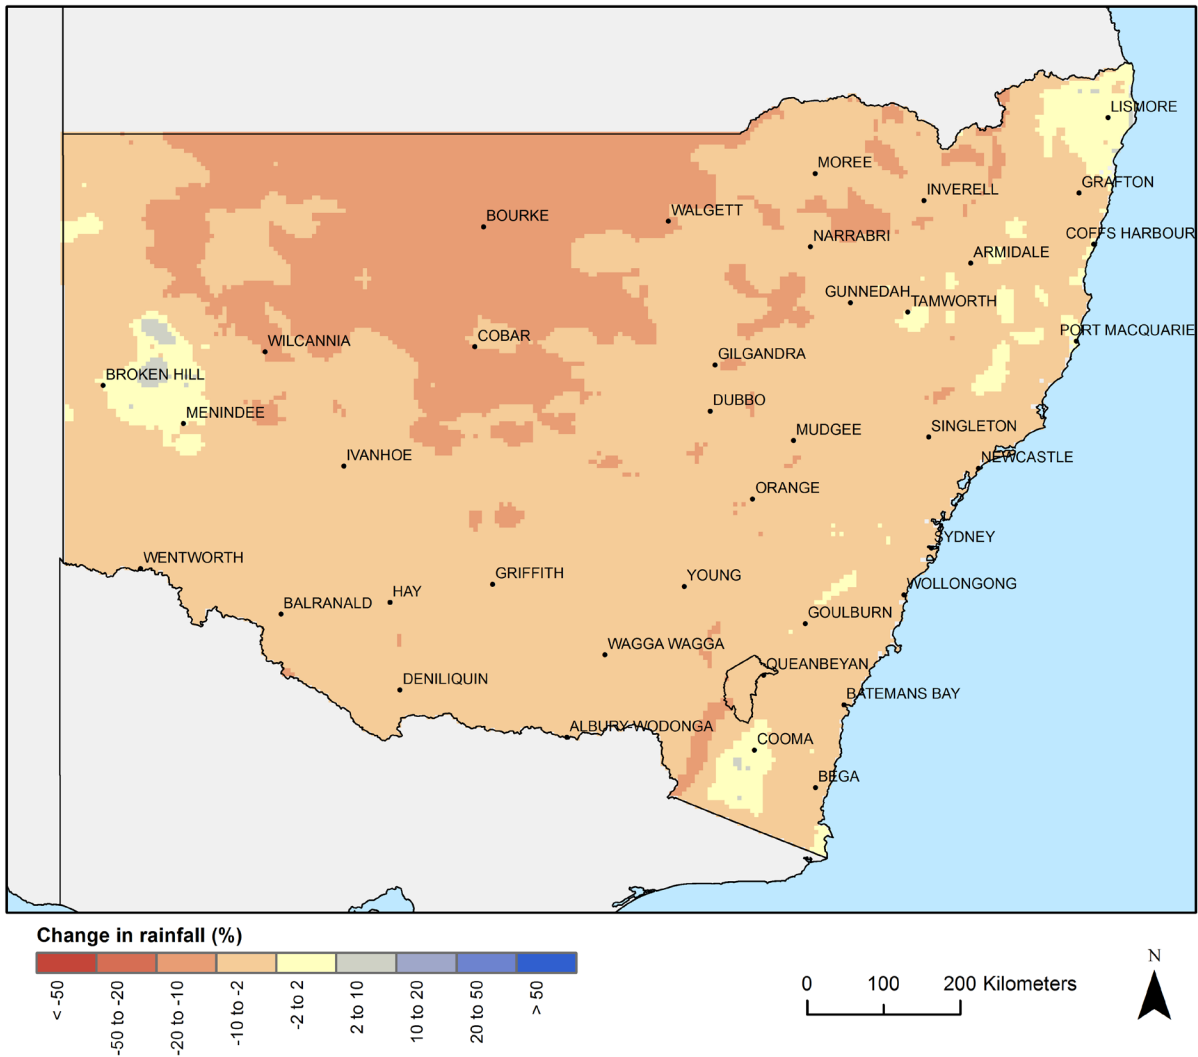 LISMORE
MOREE
GRAFTON
INVERELL
BOURKE
WALGETT
NARRABRI
COFFS HARBOUR
ARMIDALE
GUNNEDAH
TAMWORTH
PORT MACQUARIE
COBAR
WILCANNIA
GILGANDRA
BROKEN HILL
DUBBO
MENINDEE
MUDGEE
SINGLETON
IVANHOE
NEWCASTLE
ORANGE
SYDNEY
WENTWORTH
GRIFFITH
YOUNG
WOLLONGONG
HAY
BALRANALD
GOULBURN
WAGGA WAGGA
QUEANBEYAN
DENILIQUIN
BATEMANS BAY
ALBURY-WODONGA
COOMA
BEGA
Change in rainfall (%)
< -50
-50 to -20
-20 to -10
-10 to -2
-2 to 2
2 to 10
10 to 20
20 to 50
> 50
0 100 200 Kilometers
N